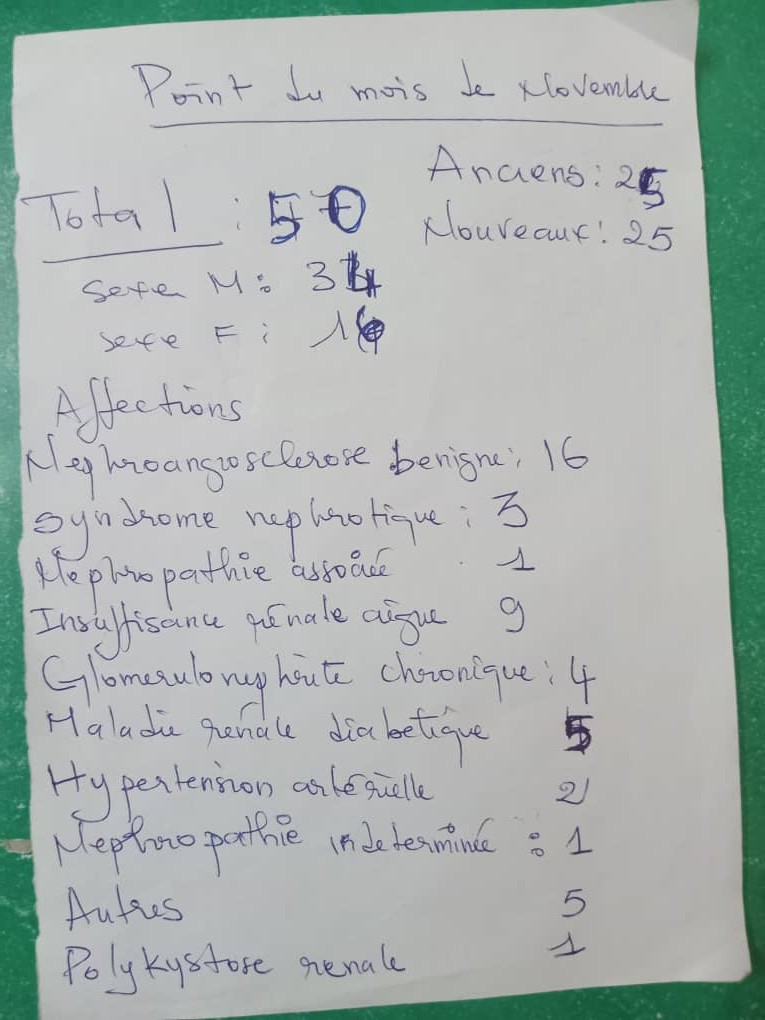 Point du mois de Novembre
Anciens : 25
Total : 50
Nouveaux : 25
Sexe M : 34
sexe F : 16
Affections
Nephroangiosclerose benigne : 16
Syndrome nephrotique : 3
Nephropathie associée 1
Insuffisance rénale aigue 9
Glomerulonephrite chronique : 4
Maladie renale diabetique 5
Hypertension artérielle 2
Nephropathie indeterminée : 1
Autres 5
Polykystose renale 1